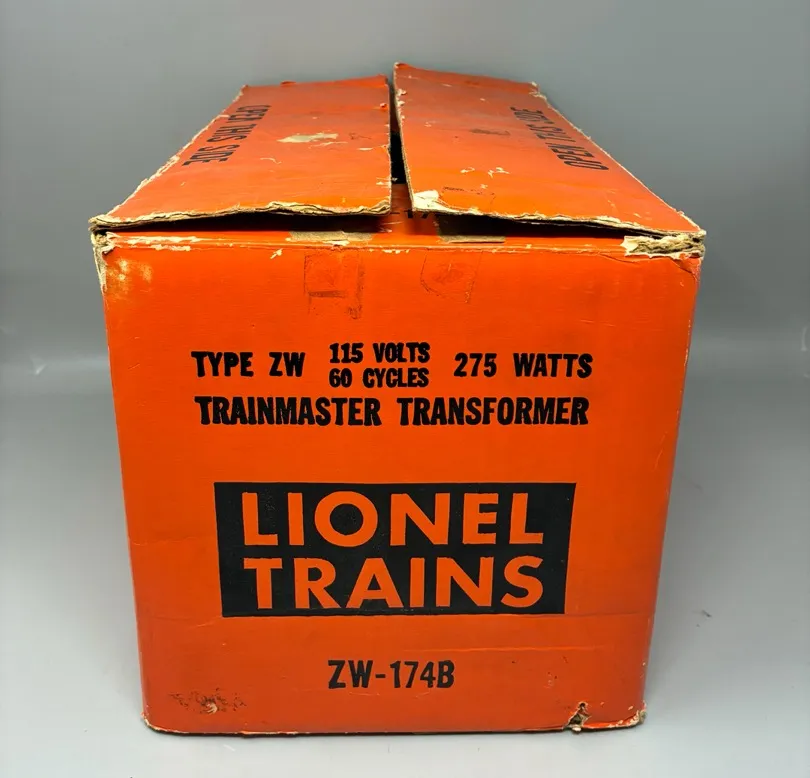 OPEN THIS SIDE
OPEN THIS SIDE
TYPE ZW 115 VOLTS 60 CYCLES 275 WATTS
TRAINMASTER TRANSFORMER
LIONEL
TRAINS
ZW-174B